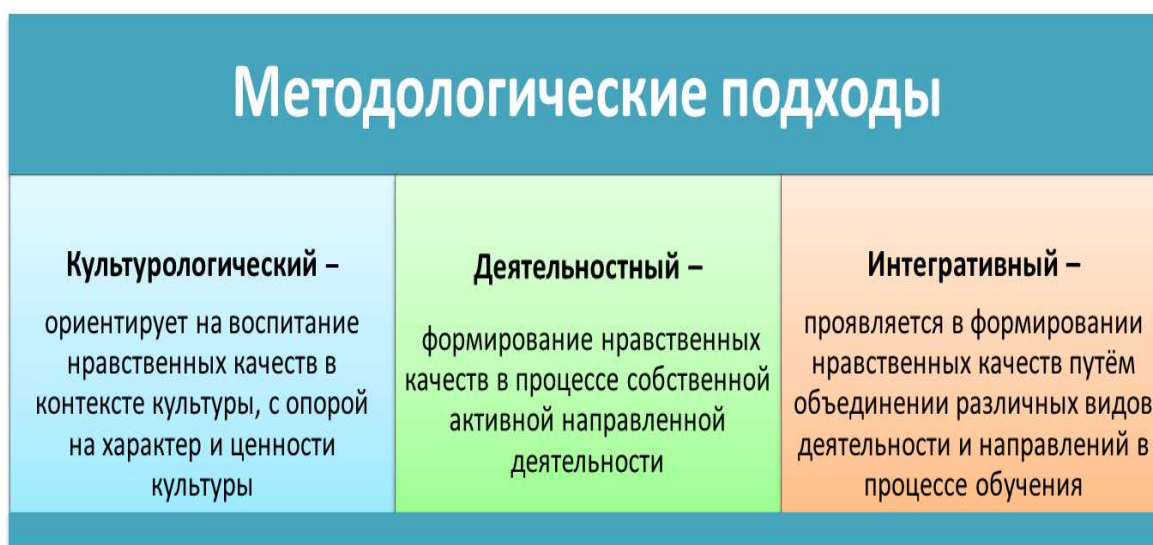 Методологические подходы
Культурологический –
ориентирует на воспитание
нравственных качеств в
контексте культуры, с опорой
на характер и ценности
культуры
Деятельностный –
формирование нравственных
качеств в процессе собственной
активной направленной
деятельности
Интегративный –
проявляется в формировании
нравственных качеств путём
объединении различных видов
деятельности и направлений в
процессе обучения